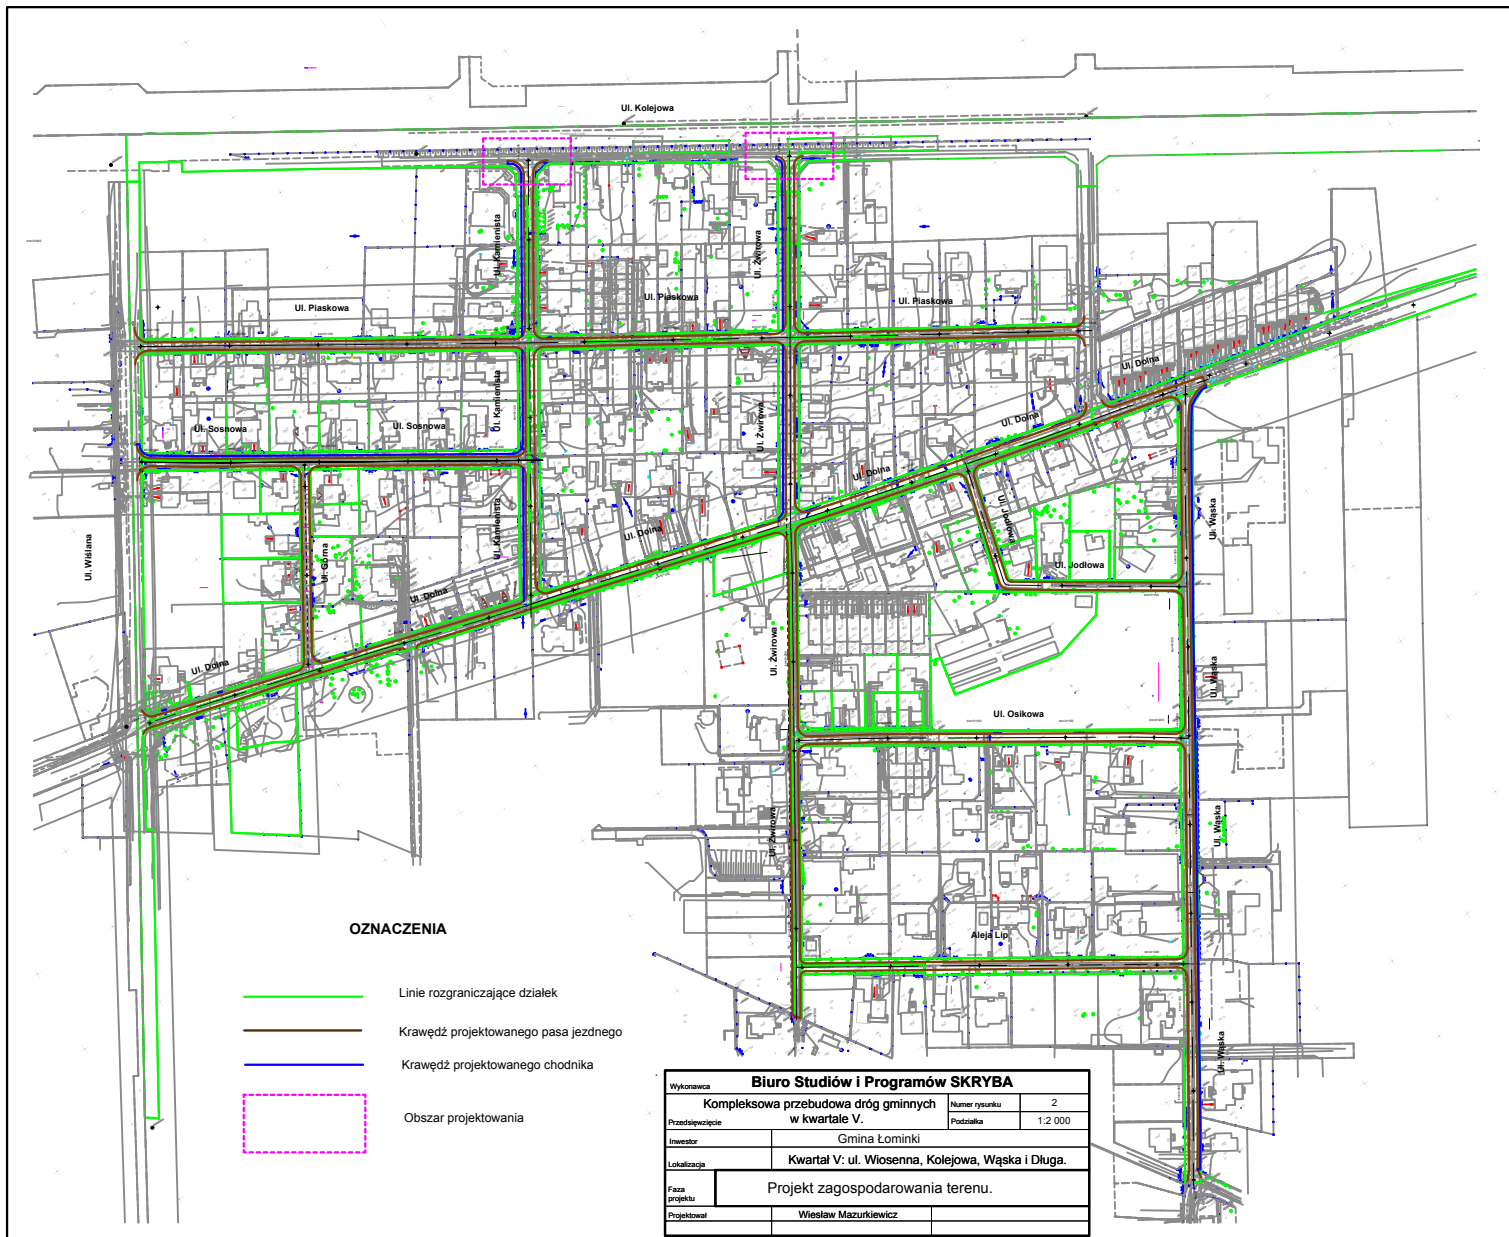 Ul. Kolejowa
Ul. Kamienista
Ul. Żwirowa
Ul. Piaskowa
Ul. Piaskowa
Ul. Piaskowa
Ul. Dolna
Ul. Kamienista
Ul. Żwirowa
Ul. Sosnowa
Ul. Sosnowa
Ul. Dolna
Ul. Dolna
Ul. Kamienista
Ul. Dolna
Ul. Jodłowa
Ul. Wąska
Ul. Wiślana
Ul. Górna
Ul. Jodłowa
Ul. Dolna
Ul. Dolna
Ul. Żwirowa
Ul. Wąska
Ul. Osikowa
Ul. Żwirowa
Ul. Wąska
Aleja Lip
Ul. Wąska
OZNACZENIA
Linie rozgraniczające działek
Krawędź projektowanego pasa jezdnego
Krawędź projektowanego chodnika
Obszar projektowania
Wykonawca Biuro Studiów i Programów SKRYBA
Przedsięwzięcie Kompleksowa przebudowa dróg gminnych
w kwartale V.
Numer rysunku 2
Podziałka 1:2 000
Inwestor Gmina Łominki
Lokalizacja Kwartał V: ul. Wiosenna, Kolejowa, Wąska i Długa.
Faza
projektu Projekt zagospodarowania terenu.
Projektował Wiesław Mazurkiewicz